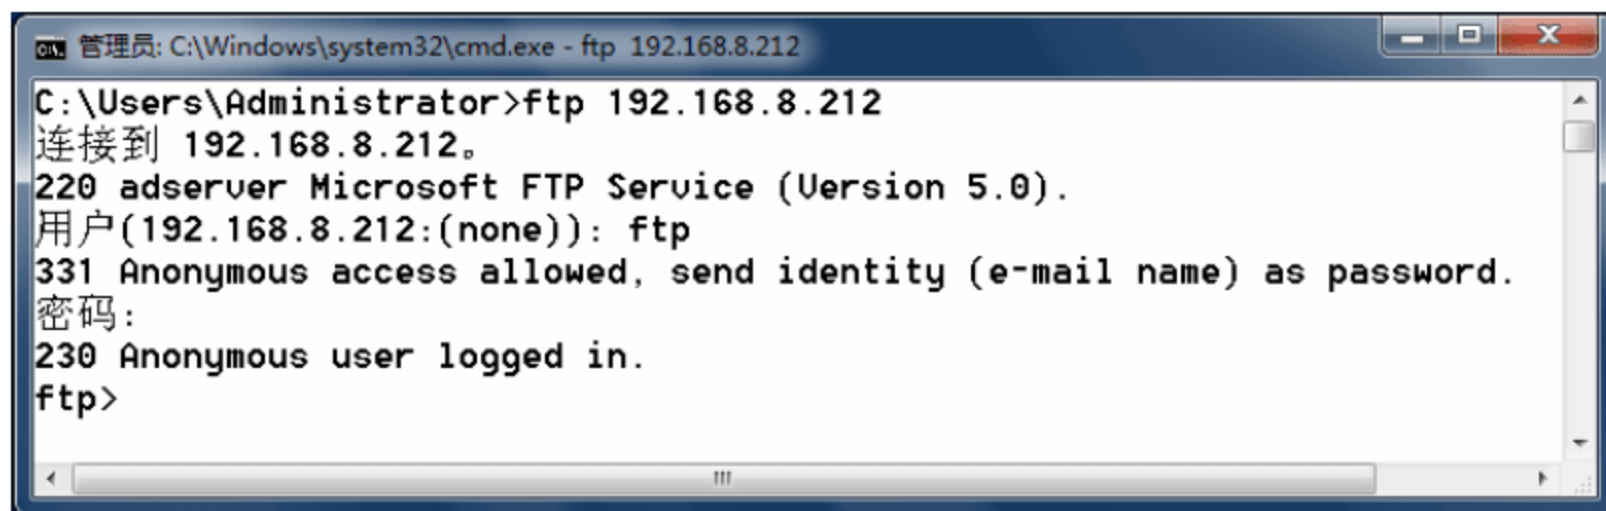 管理员: C:\Windows\system32\cmd.exe - ftp  192.168.8.212
C:\Users\Administrator>ftp 192.168.8.212
连接到 192.168.8.212。
220 adserver Microsoft FTP Service (Version 5.0).
用户(192.168.8.212:(none)): ftp
331 Anonymous access allowed, send identity (e-mail name) as password.
密码:
230 Anonymous user logged in.
ftp>